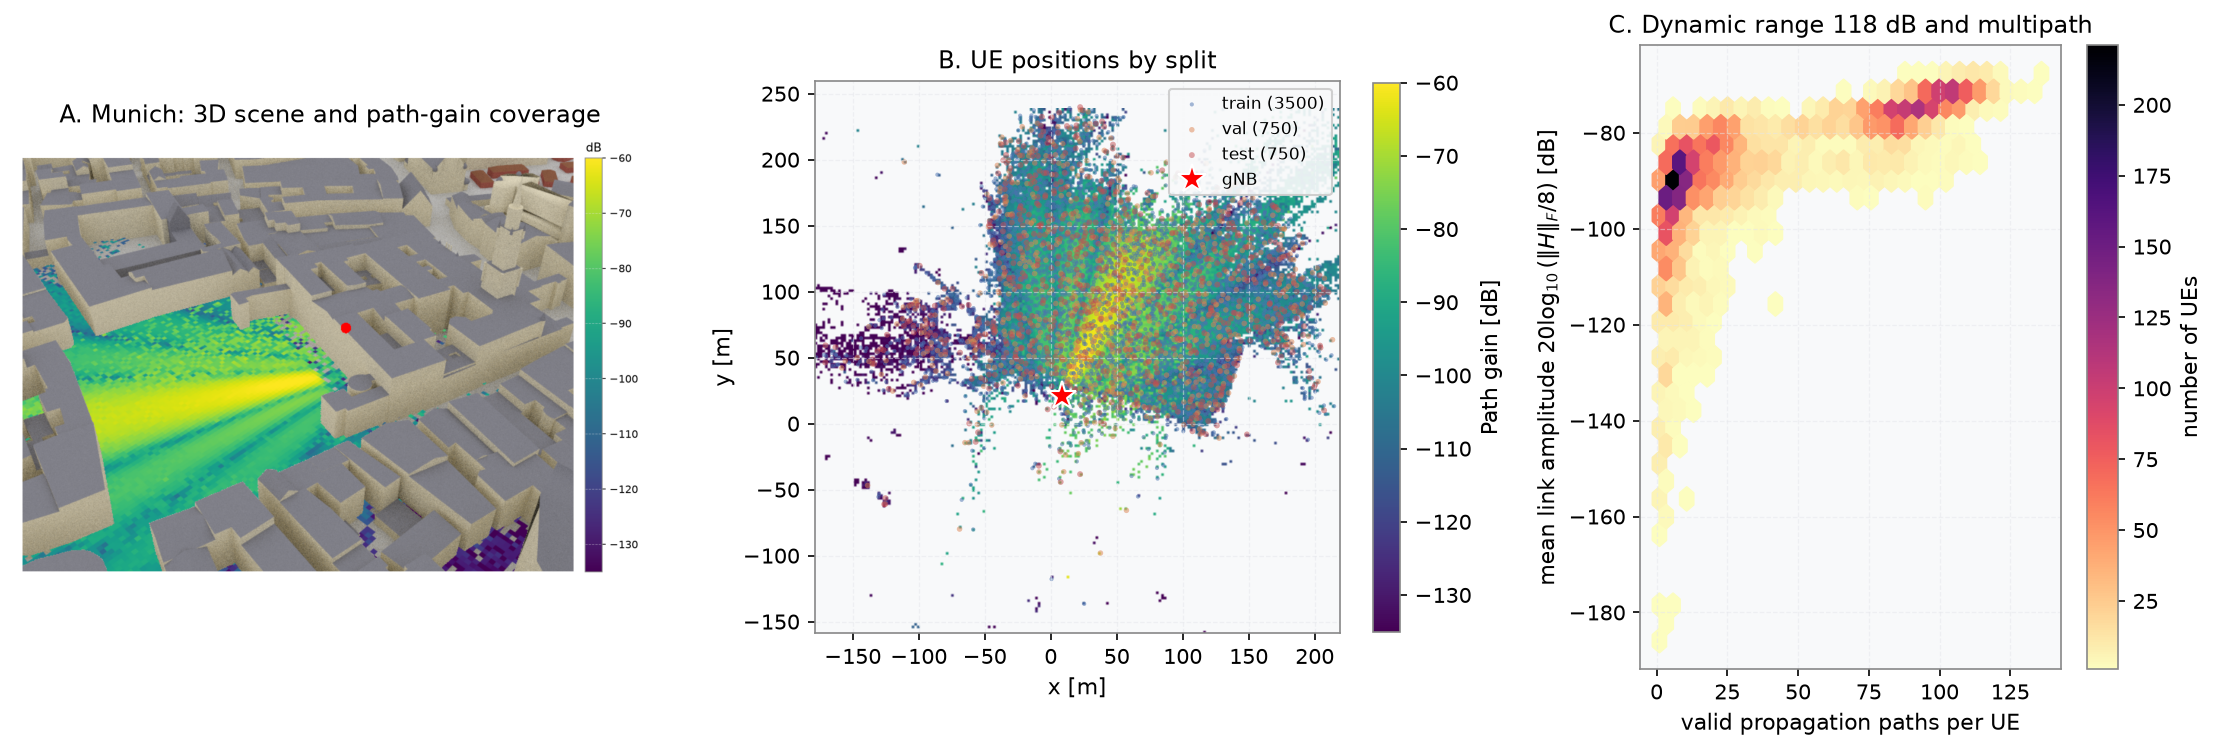 A. Munich: 3D scene and path-gain coverage
dB
−60
−70
−80
−90
−100
−110
−120
−130
B. UE positions by split
250
200
150
100
50
0
−50
−100
−150
y [m]
−150 −100 −50 0 50 100 150 200
x [m]
train (3500)
val (750)
test (750)
gNB
−60
−70
−80
−90
−100
−110
−120
−130
Path gain [dB]
C. Dynamic range 118 dB and multipath
−80
−100
−120
−140
−160
−180
mean link amplitude 20log₁₀ (‖H‖F/8) [dB]
0 25 50 75 100 125
valid propagation paths per UE
200
175
150
125
100
75
50
25
number of UEs